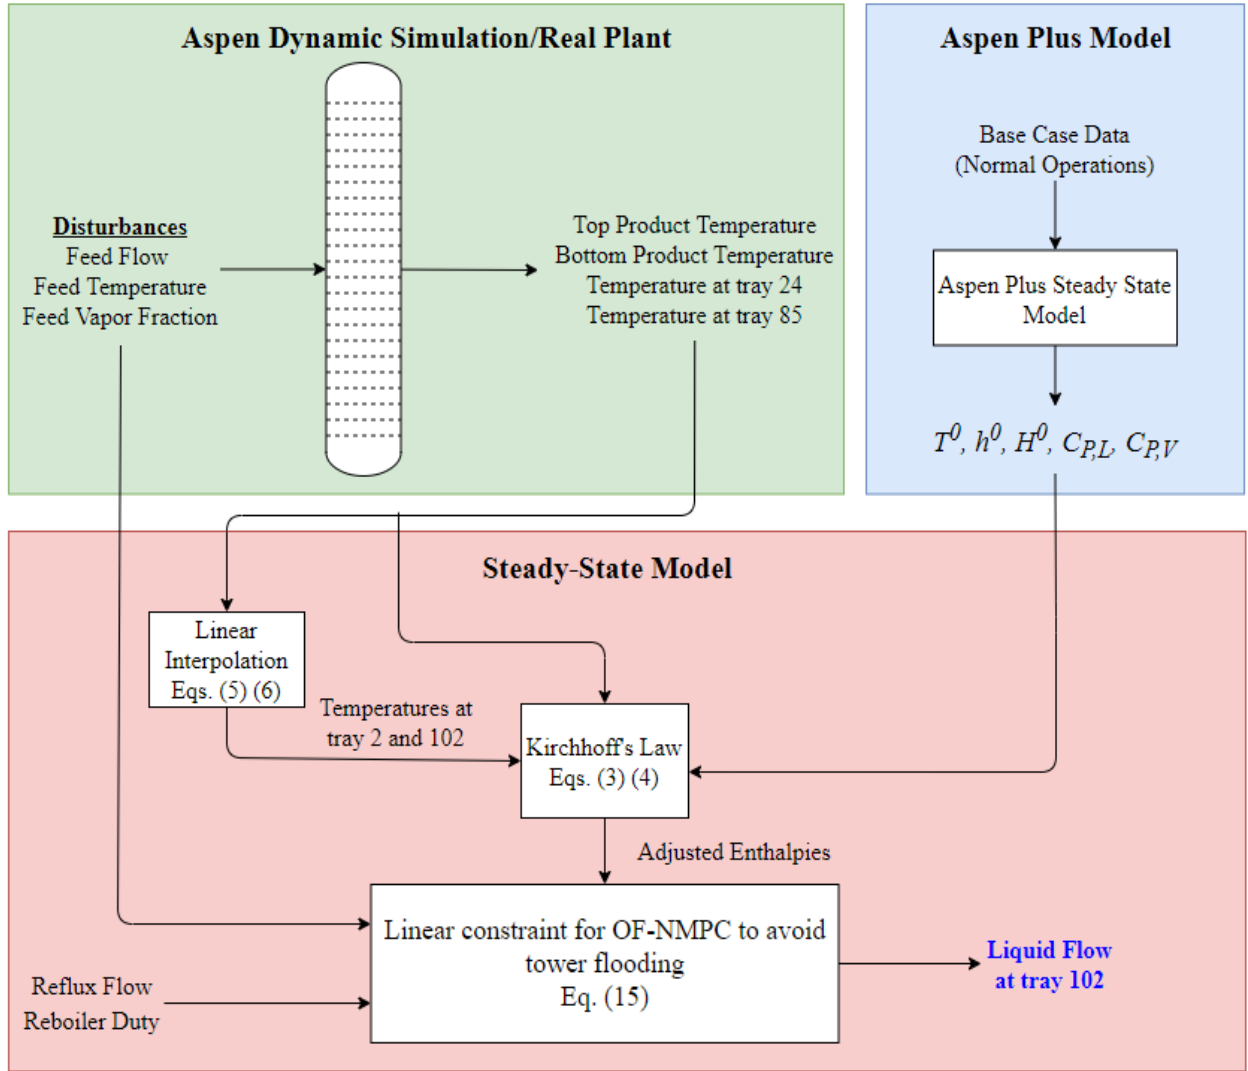 Aspen Dynamic Simulation/Real Plant
Disturbances
Feed Flow
Feed Temperature
Feed Vapor Fraction
Top Product Temperature
Bottom Product Temperature
Temperature at tray 24
Temperature at tray 85
Aspen Plus Model
Base Case Data
(Normal Operations)
Aspen Plus Steady State
Model
T⁰, h⁰, H⁰, C_{P,L}, C_{P,V}
Steady-State Model
Linear
Interpolation
Eqs. (5) (6)
Temperatures at
tray 2 and 102
Kirchhoff's Law
Eqs. (3) (4)
Adjusted Enthalpies
Linear constraint for OF-NMPC to avoid
tower flooding
Eq. (15)
Reflux Flow
Reboiler Duty
Liquid Flow
at tray 102